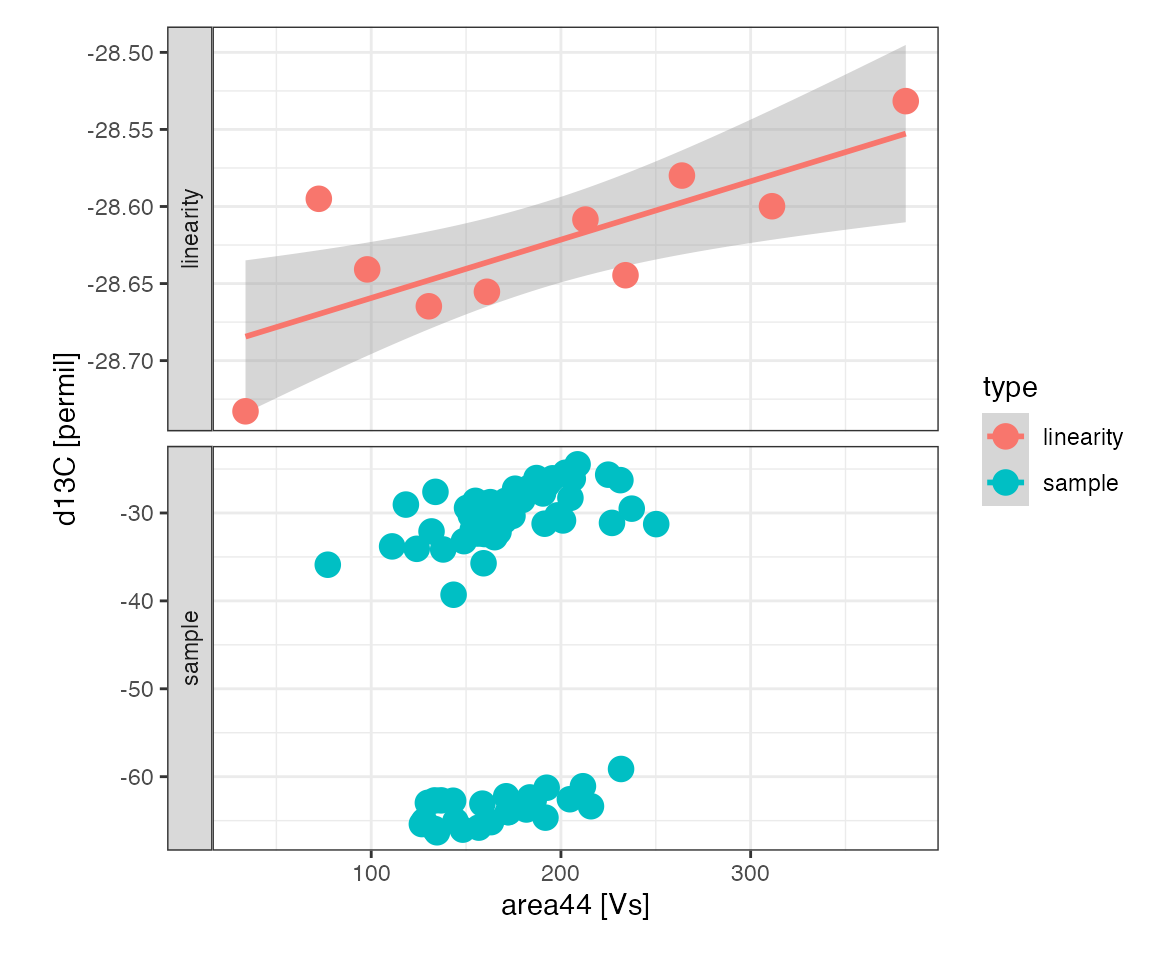 -28.50
-28.55
-28.60
-28.65
-28.70
linearity
d13C [permil]
-30
-40
-50
-60
sample
100 200 300
area44 [Vs]
type
linearity
sample